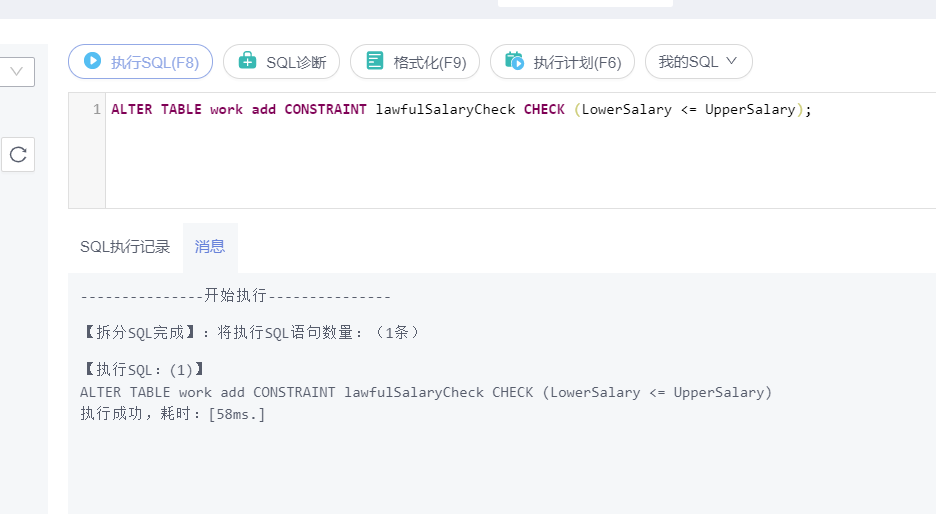 执行SQL(F8) SQL诊断 格式化(F9) 执行计划(F6) 我的SQL
1 ALTER TABLE work add CONSTRAINT lawfulSalaryCheck CHECK (LowerSalary <= UpperSalary);
SQL执行记录 消息
---------------开始执行---------------
【拆分SQL完成】：将执行SQL语句数量：（1条）
【执行SQL：(1)】
ALTER TABLE work add CONSTRAINT lawfulSalaryCheck CHECK (LowerSalary <= UpperSalary)
执行成功，耗时：[58ms.]